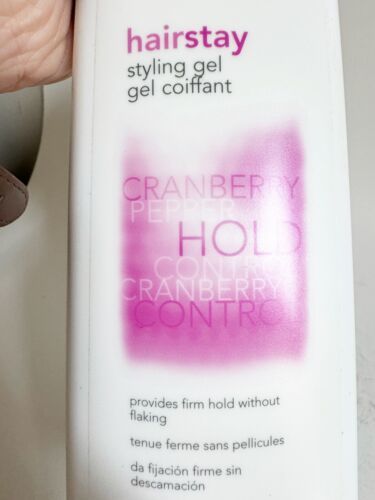 hairstay
styling gel
gel coiffant
CRANBERRY
PEPPER
HOLD
CONTROL
CRANBERRY
CONTROL
provides firm hold without
flaking
tenue ferme sans pellicules
da fijación firme sin
descamación